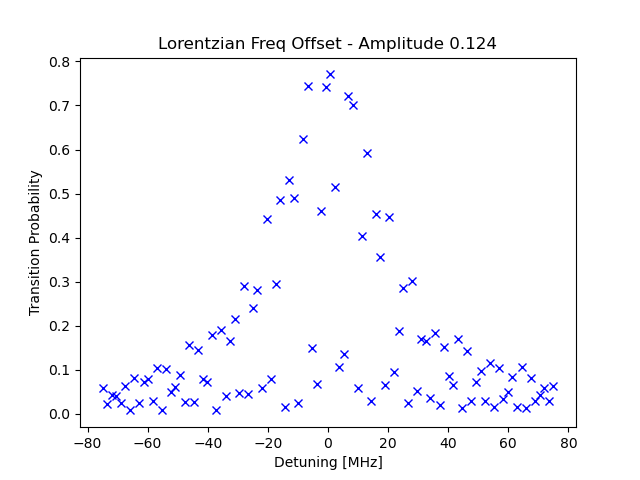 Lorentzian Freq Offset - Amplitude 0.124
Transition Probability
0.8
0.7
0.6
0.5
0.4
0.3
0.2
0.1
0.0
−80 −60 −40 −20 0 20 40 60 80
Detuning [MHz]